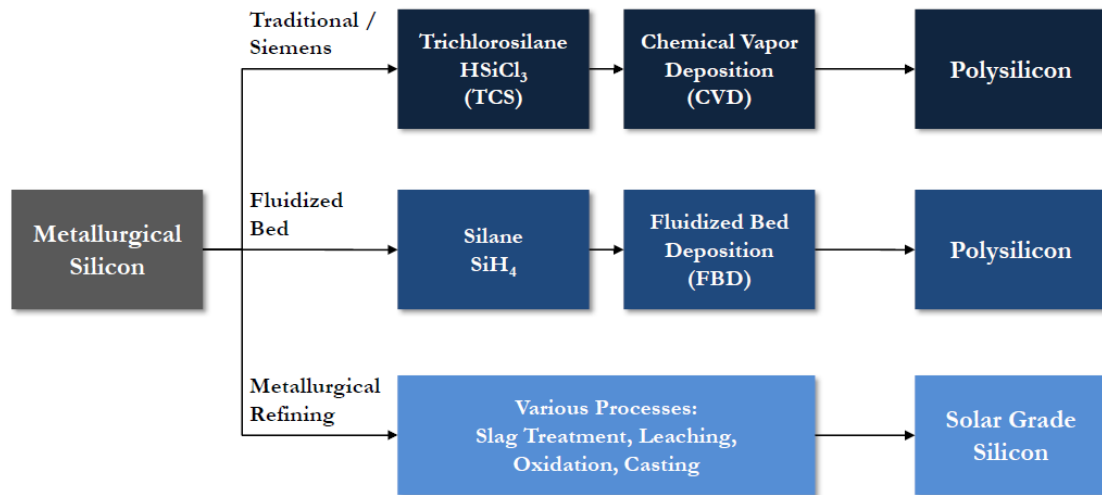 Traditional /
Siemens
Trichlorosilane
HSiCl₃
(TCS)
Chemical Vapor
Deposition
(CVD)
Polysilicon
Metallurgical
Silicon
Fluidized
Bed
Silane
SiH₄
Fluidized Bed
Deposition
(FBD)
Polysilicon
Metallurgical
Refining
Various Processes:
Slag Treatment, Leaching,
Oxidation, Casting
Solar Grade
Silicon